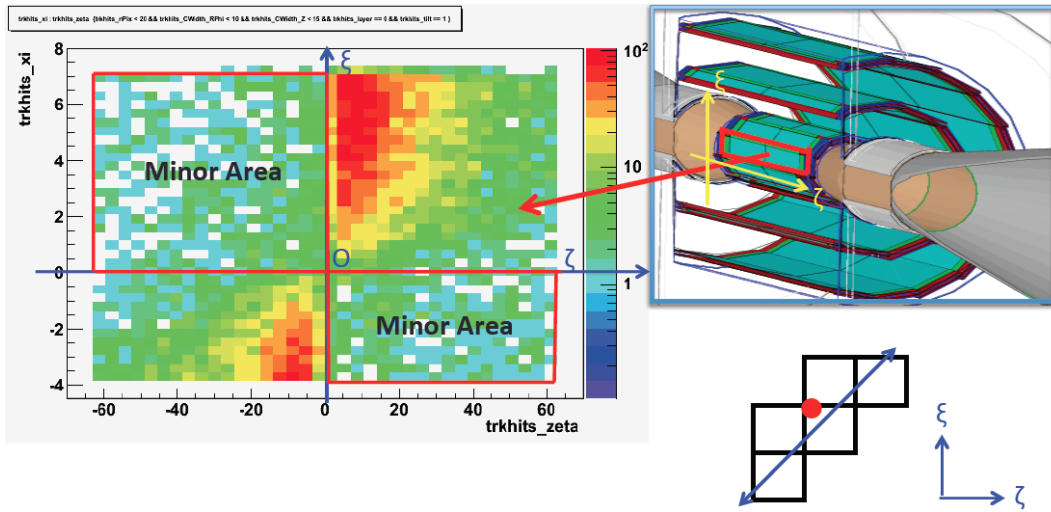 trkhits_xi : trkhits_zeta {trkhits_nPix < 20 && trkhits_CWidth_RPhi < 10 && trkhits_CWidth_Z < 15 && trkhits_layer == 0 && trkhits_tilt == 1 }
trkhits_xi
8
6
4
2
0
-2
-4
ξ
Minor Area
O
ζ
Minor Area
-60
-40
-20
0
20
40
60
trkhits_zeta
10²
10
1
ξ
ζ
ξ
ζ